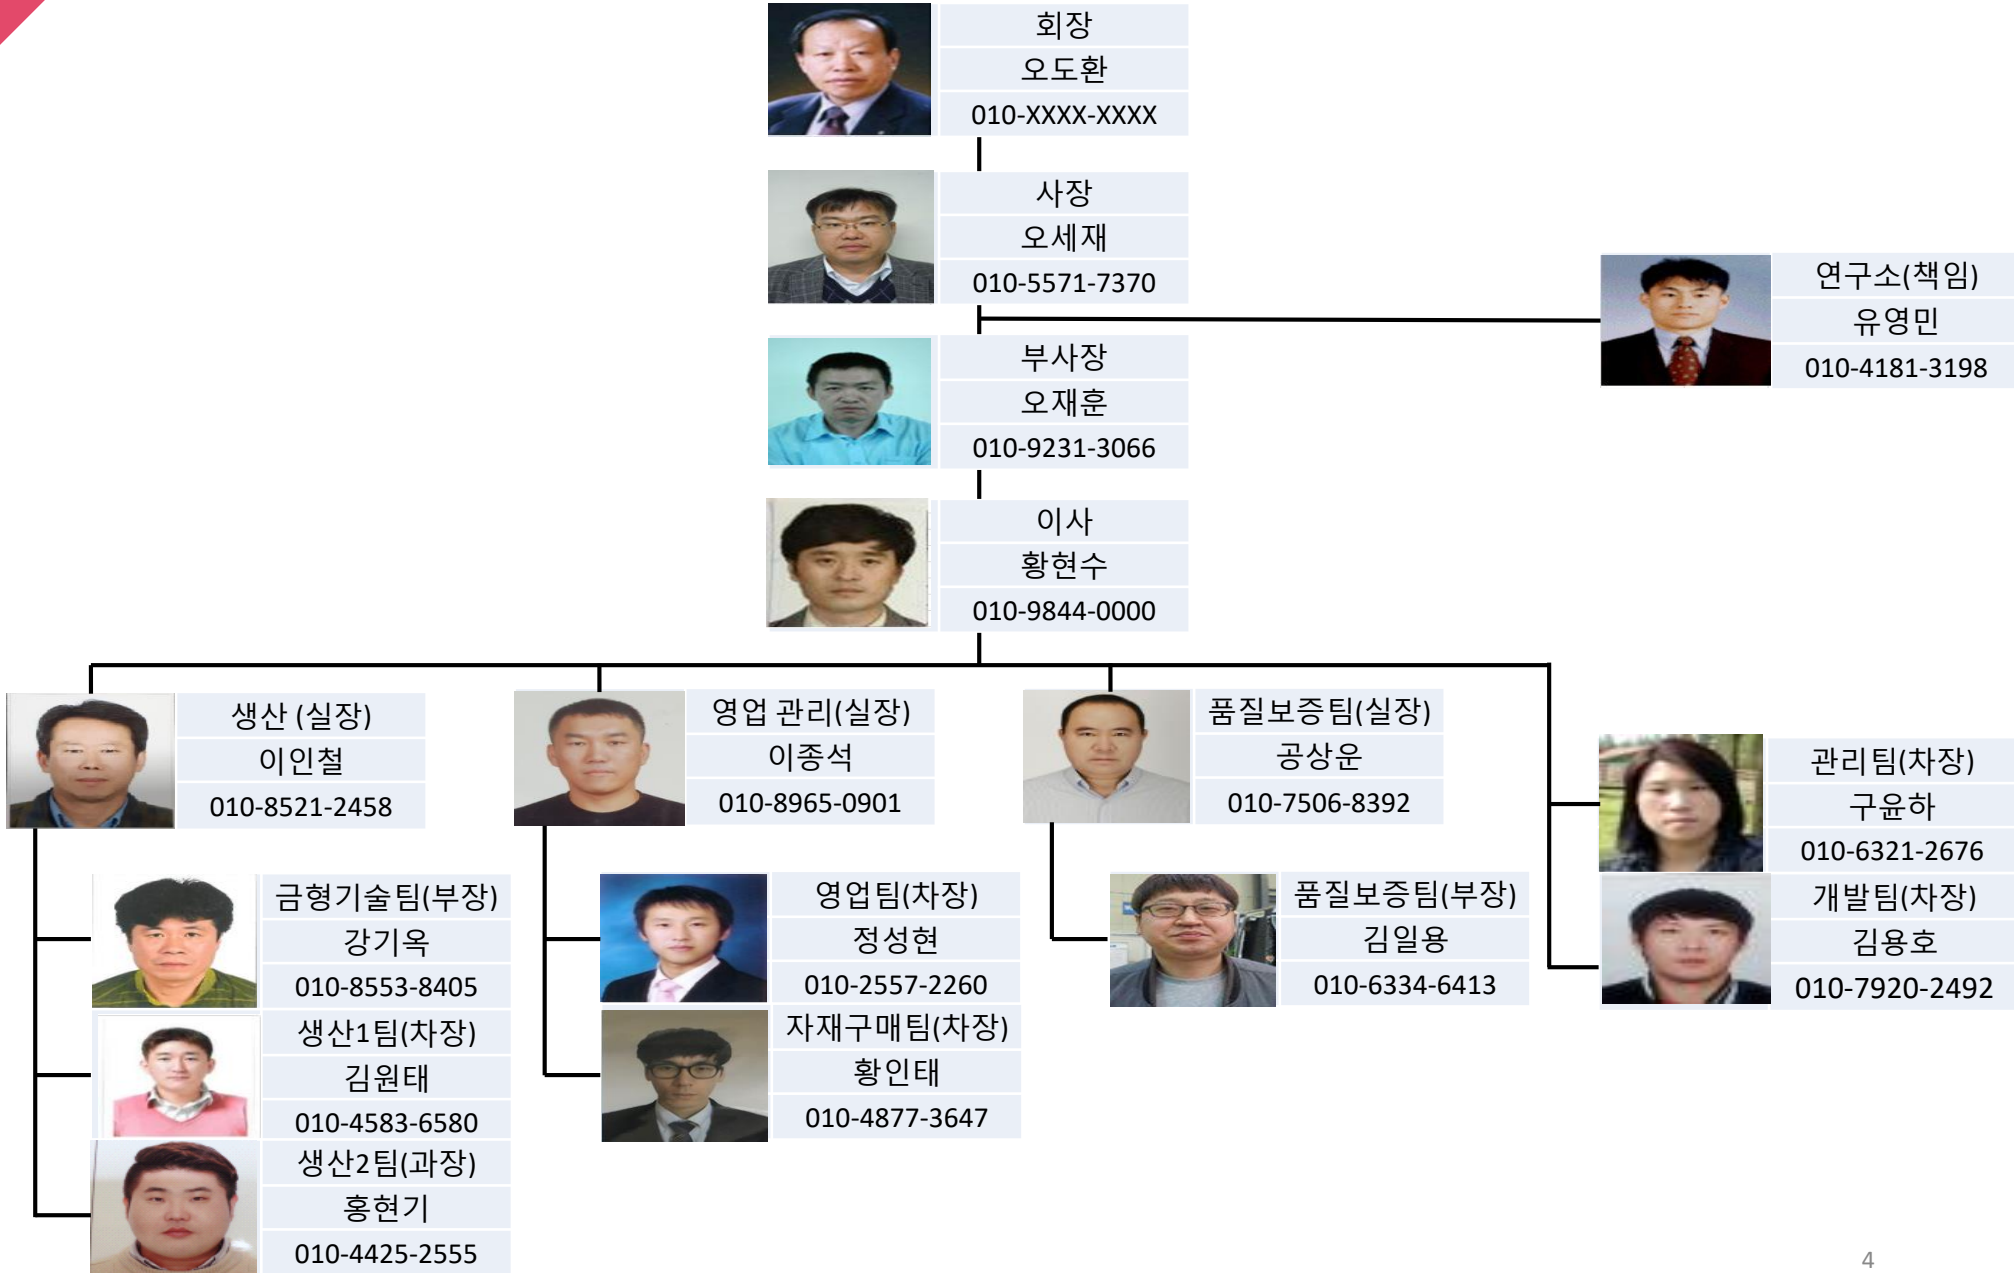 회장
오도환
010-XXXX-XXXX
사장
오세재
010-5571-7370
연구소(책임)
유영민
010-4181-3198
부사장
오재훈
010-9231-3066
이사
황현수
010-9844-0000
생산 (실장)
이인철
010-8521-2458
영업 관리(실장)
이종석
010-8965-0901
품질보증팀(실장)
공상운
010-7506-8392
관리팀(차장)
구윤하
010-6321-2676
금형기술팀(부장)
강기옥
010-8553-8405
영업팀(차장)
정성현
010-2557-2260
품질보증팀(부장)
김일용
010-6334-6413
개발팀(차장)
김용호
010-7920-2492
생산1팀(차장)
김원태
010-4583-6580
자재구매팀(차장)
황인태
010-4877-3647
생산2팀(과장)
홍현기
010-4425-2555
4